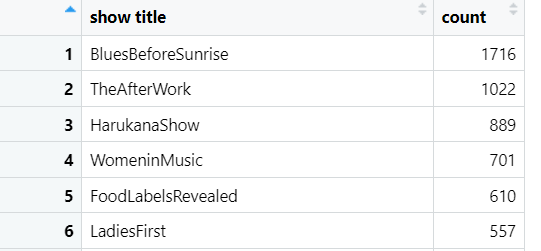 show title count
1 BluesBeforeSunrise 1716
2 TheAfterWork 1022
3 HarukanaShow 889
4 WomeninMusic 701
5 FoodLabelsRevealed 610
6 LadiesFirst 557